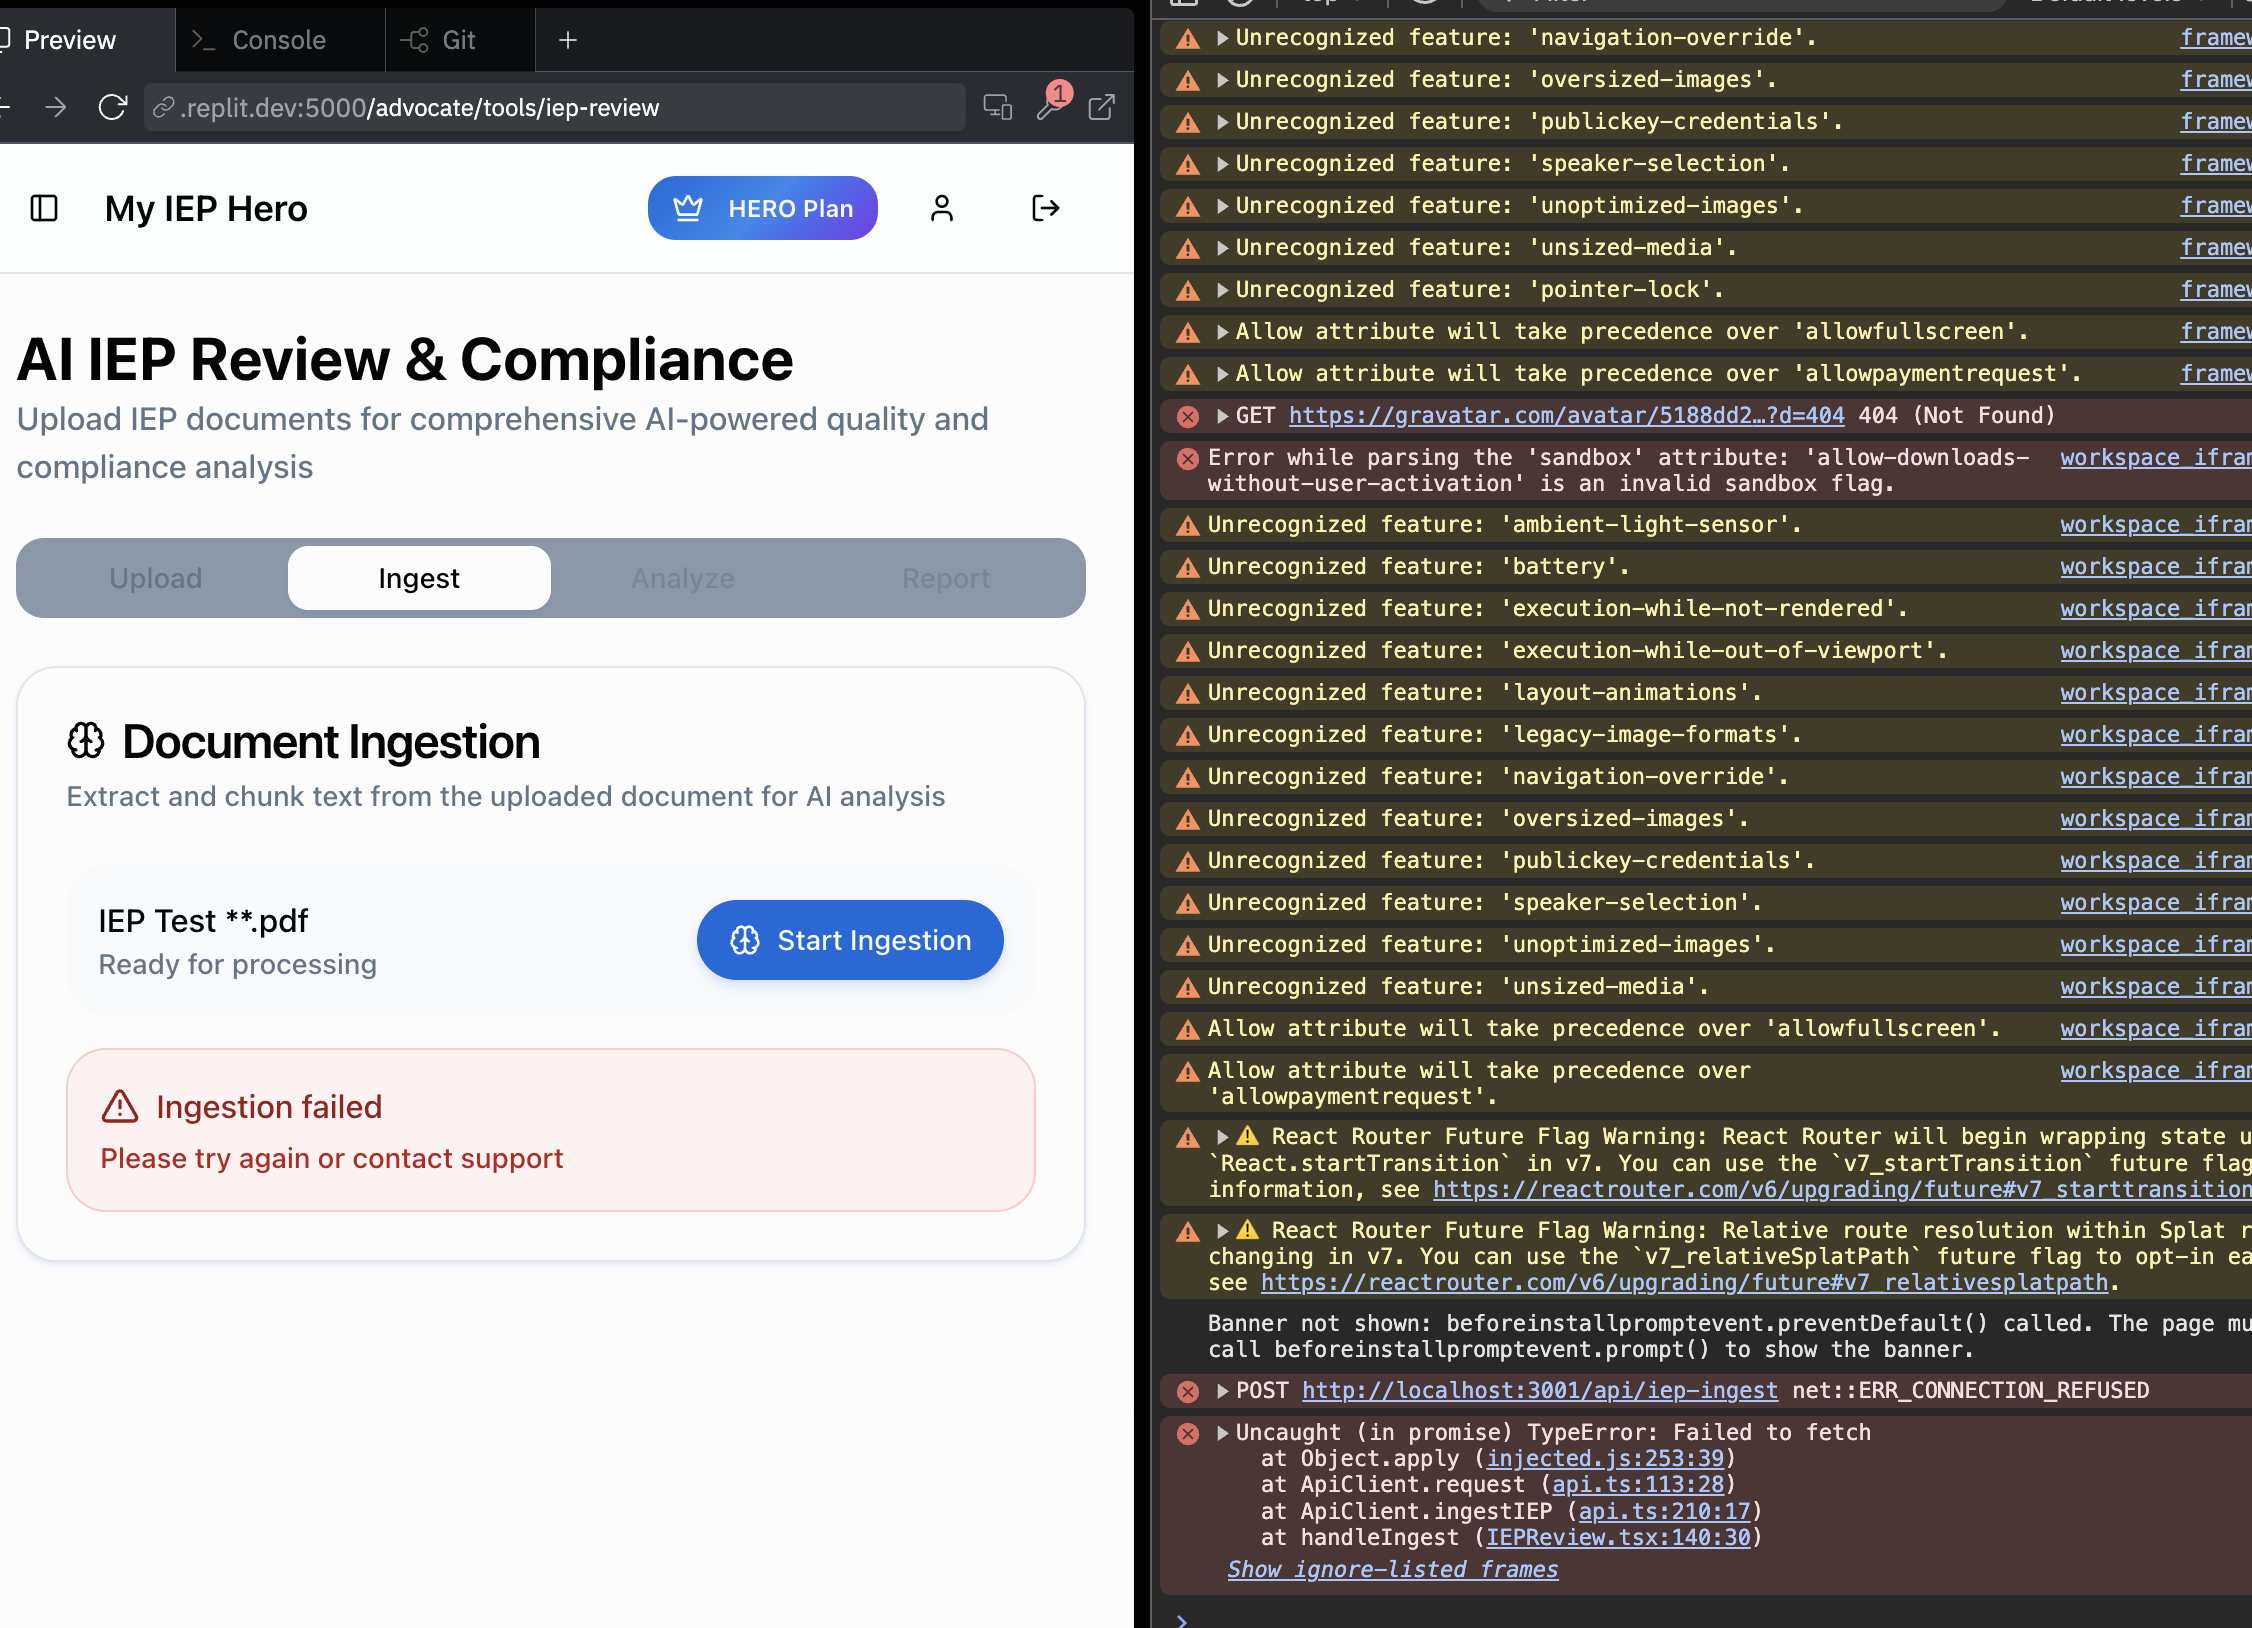 Preview
Console
Git
.replit.dev:5000/advocate/tools/iep-review
1
My IEP Hero
HERO Plan
AI IEP Review & Compliance
Upload IEP documents for comprehensive AI-powered quality and
compliance analysis
Upload
Ingest
Analyze
Report
Document Ingestion
Extract and chunk text from the uploaded document for AI analysis
IEP Test **.pdf
Ready for processing
Start Ingestion
Ingestion failed
Please try again or contact support
Unrecognized feature: 'navigation-override'. framew
Unrecognized feature: 'oversized-images'. framew
Unrecognized feature: 'publickey-credentials'. framew
Unrecognized feature: 'speaker-selection'. framew
Unrecognized feature: 'unoptimized-images'. framew
Unrecognized feature: 'unsized-media'. framew
Unrecognized feature: 'pointer-lock'. framew
Allow attribute will take precedence over 'allowfullscreen'. framew
Allow attribute will take precedence over 'allowpaymentrequest'. framew
GET https://gravatar.com/avatar/5188dd2…?d=404 404 (Not Found)
Error while parsing the 'sandbox' attribute: 'allow-downloads- workspace_ifram
without-user-activation' is an invalid sandbox flag.
Unrecognized feature: 'ambient-light-sensor'. workspace_ifram
Unrecognized feature: 'battery'. workspace_ifram
Unrecognized feature: 'execution-while-not-rendered'. workspace_ifram
Unrecognized feature: 'execution-while-out-of-viewport'. workspace_ifram
Unrecognized feature: 'layout-animations'. workspace_ifram
Unrecognized feature: 'legacy-image-formats'. workspace_ifram
Unrecognized feature: 'navigation-override'. workspace_ifram
Unrecognized feature: 'oversized-images'. workspace_ifram
Unrecognized feature: 'publickey-credentials'. workspace_ifram
Unrecognized feature: 'speaker-selection'. workspace_ifram
Unrecognized feature: 'unoptimized-images'. workspace_ifram
Unrecognized feature: 'unsized-media'. workspace_ifram
Allow attribute will take precedence over 'allowfullscreen'. workspace_ifram
Allow attribute will take precedence over workspace_ifram
'allowpaymentrequest'.
⚠️ React Router Future Flag Warning: React Router will begin wrapping state u
`React.startTransition` in v7. You can use the `v7_startTransition` future flag
information, see https://reactrouter.com/v6/upgrading/future#v7_starttransition
⚠️ React Router Future Flag Warning: Relative route resolution within Splat r
changing in v7. You can use the `v7_relativeSplatPath` future flag to opt-in ea
see https://reactrouter.com/v6/upgrading/future#v7_relativesplatpath.
Banner not shown: beforeinstallpromptevent.preventDefault() called. The page mu
call beforeinstallpromptevent.prompt() to show the banner.
POST http://localhost:3001/api/iep-ingest net::ERR_CONNECTION_REFUSED
Uncaught (in promise) TypeError: Failed to fetch
at Object.apply (injected.js:253:39)
at ApiClient.request (api.ts:113:28)
at ApiClient.ingestIEP (api.ts:210:17)
at handleIngest (IEPReview.tsx:140:30)
Show ignore-listed frames